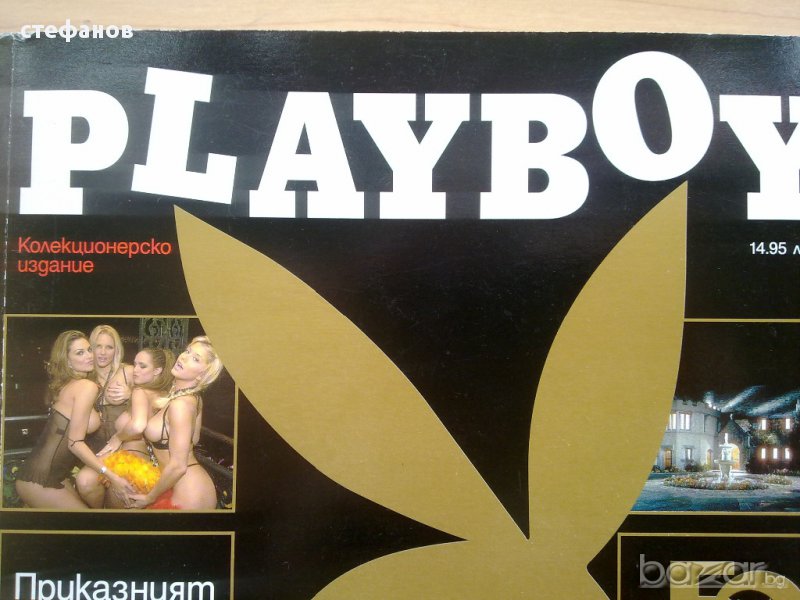 стефанов
PLAYBOY
Колекционерско
издание
14.95 л
Приказният
bazar.bg